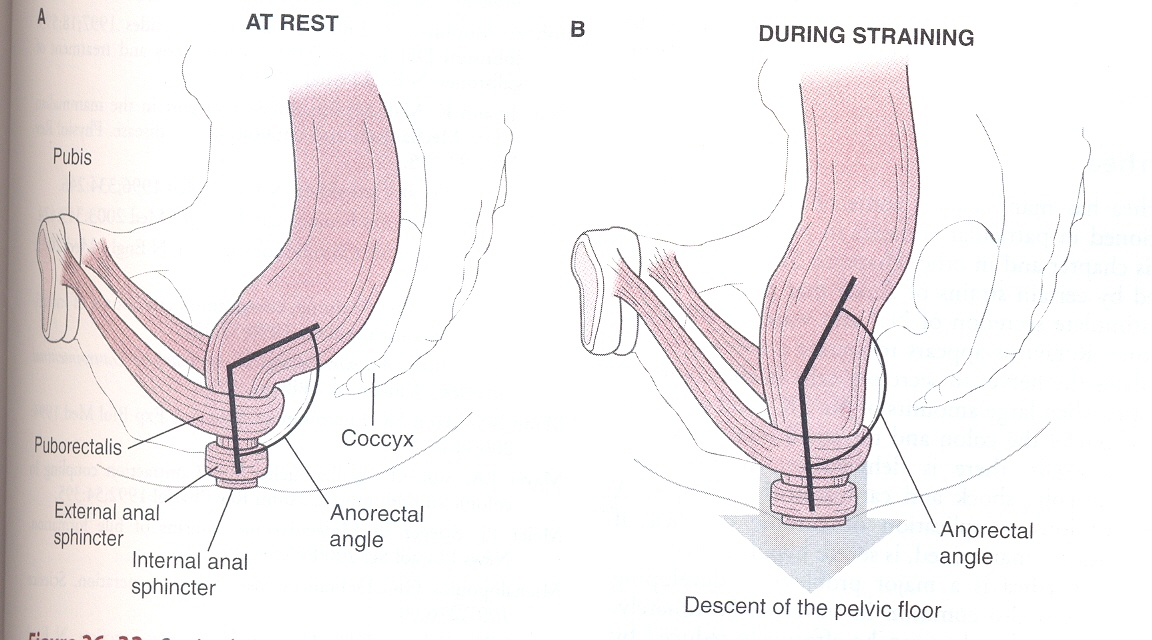 A
AT REST
Pubis
Puborectalis
External anal
sphincter
Internal anal
sphincter
Anorectal
angle
Coccyx
B
DURING STRAINING
Anorectal
angle
Descent of the pelvic floor